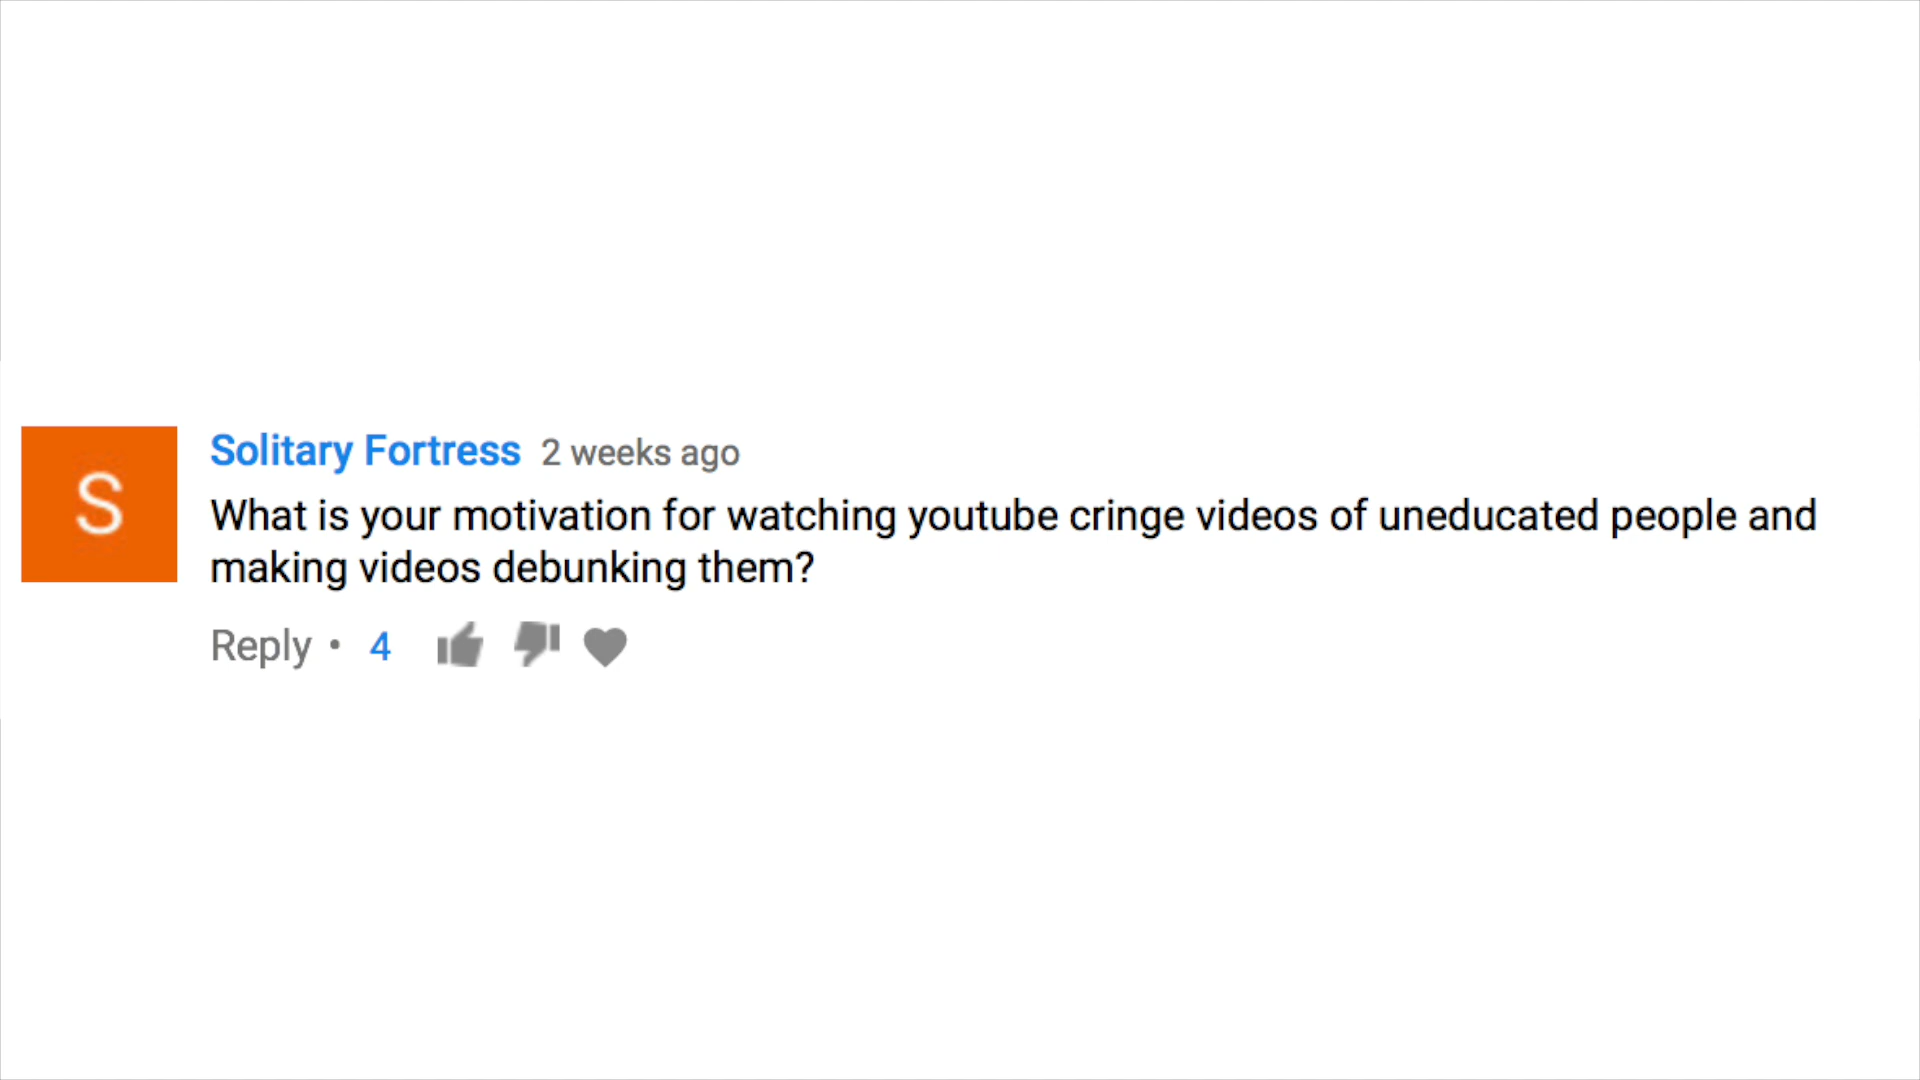 S
Solitary Fortress 2 weeks ago
What is your motivation for watching youtube cringe videos of uneducated people and
making videos debunking them?
Reply • 4